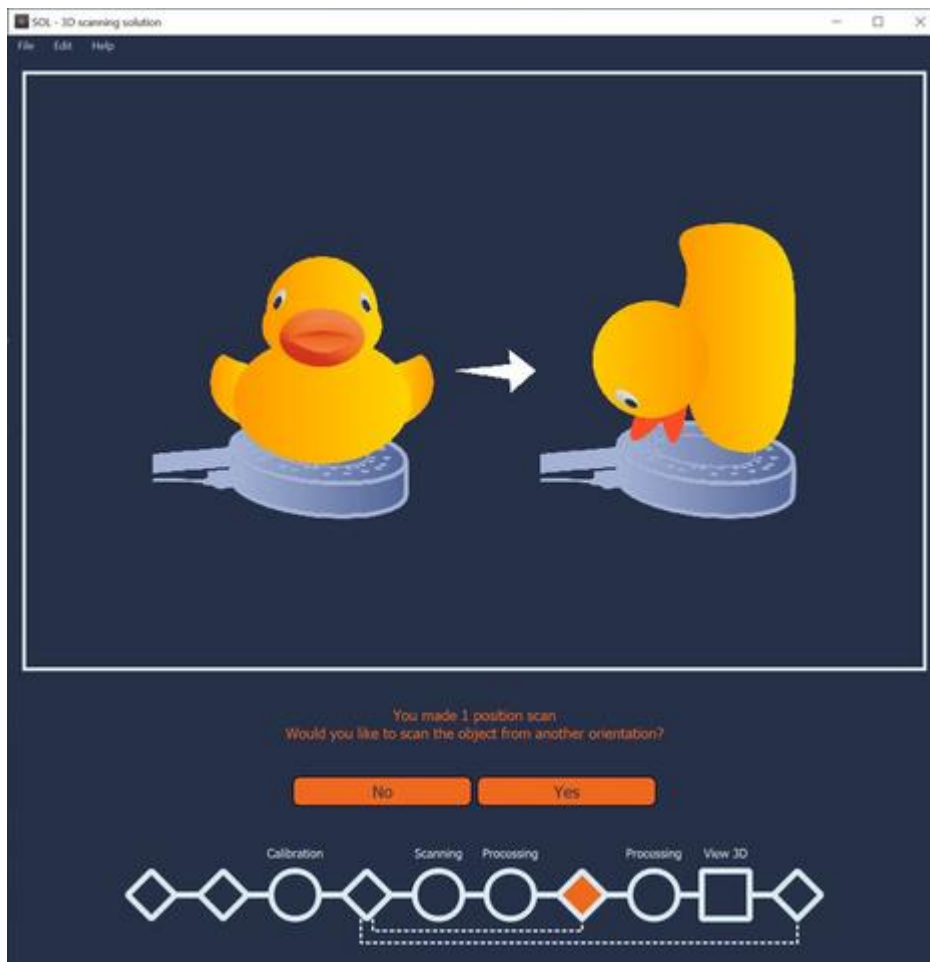 SOL - 3D scanning solution
File Edit Help
You made 1 position scan
Would you like to scan the object from another orientation?
No Yes
Calibration Scanning Processing Processing View 3D